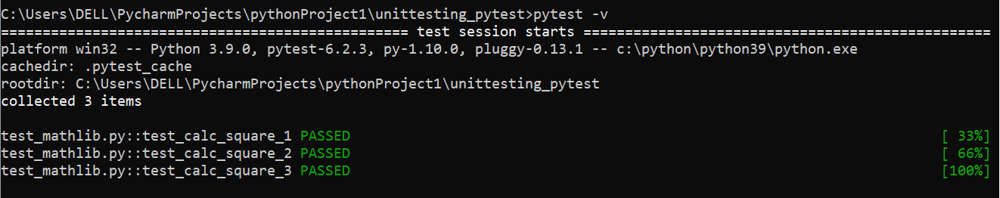 C:\Users\DELL\PycharmProjects\pythonProject1\unittesting_pytest>pytest -v
================================================= test session starts =================================================
platform win32 -- Python 3.9.0, pytest-6.2.3, py-1.10.0, pluggy-0.13.1 -- c:\python\python39\python.exe
cachedir: .pytest_cache
rootdir: C:\Users\DELL\PycharmProjects\pythonProject1\unittesting_pytest
collected 3 items

test_mathlib.py::test_calc_square_1 PASSED [ 33%]
test_mathlib.py::test_calc_square_2 PASSED [ 66%]
test_mathlib.py::test_calc_square_3 PASSED [100%]